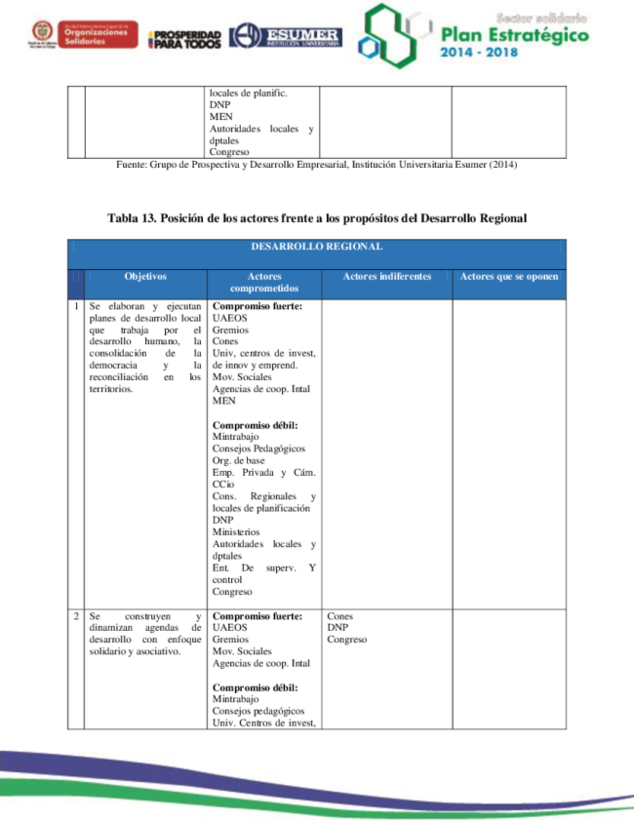 Sector solidario
Unidad Administrativa Especial de
Organizaciones
Solidarias
PROSPERIDAD
PARA TODOS
ESUMER
INSTITUCIÓN UNIVERSITARIA
Plan Estratégico
2014 - 2018
locales de planific.
DNP
MEN
Autoridades locales y
dptales
Congreso
Fuente: Grupo de Prospectiva y Desarrollo Empresarial, Institución Universitaria Esumer (2014)
Tabla 13. Posición de los actores frente a los propósitos del Desarrollo Regional
DESARROLLO REGIONAL
Objetivos
Actores
comprometidos
Actores indiferentes
Actores que se oponen
1
Se elaboran y ejecutan
planes de desarrollo local
que trabaja por el
desarrollo humano, la
consolidación de la
democracia y la
reconciliación en los
territorios.
Compromiso fuerte:
UAEOS
Gremios
Cones
Univ, centros de invest,
de innov y emprend.
Mov. Sociales
Agencias de coop. Intal
MEN
Compromiso débil:
Mintrabajo
Consejos Pedagógicos
Org. de base
Emp. Privada y Cám.
CCio
Cons. Regionales y
locales de planificación
DNP
Ministerios
Autoridades locales y
dptales
Ent. De superv. Y
control
Congreso
2
Se construyen y
dinamizan agendas de
desarrollo con enfoque
solidario y asociativo.
Compromiso fuerte:
UAEOS
Gremios
Mov. Sociales
Agencias de coop. Intal
Compromiso débil:
Mintrabajo
Consejos pedagógicos
Univ. Centros de invest,
Cones
DNP
Congreso